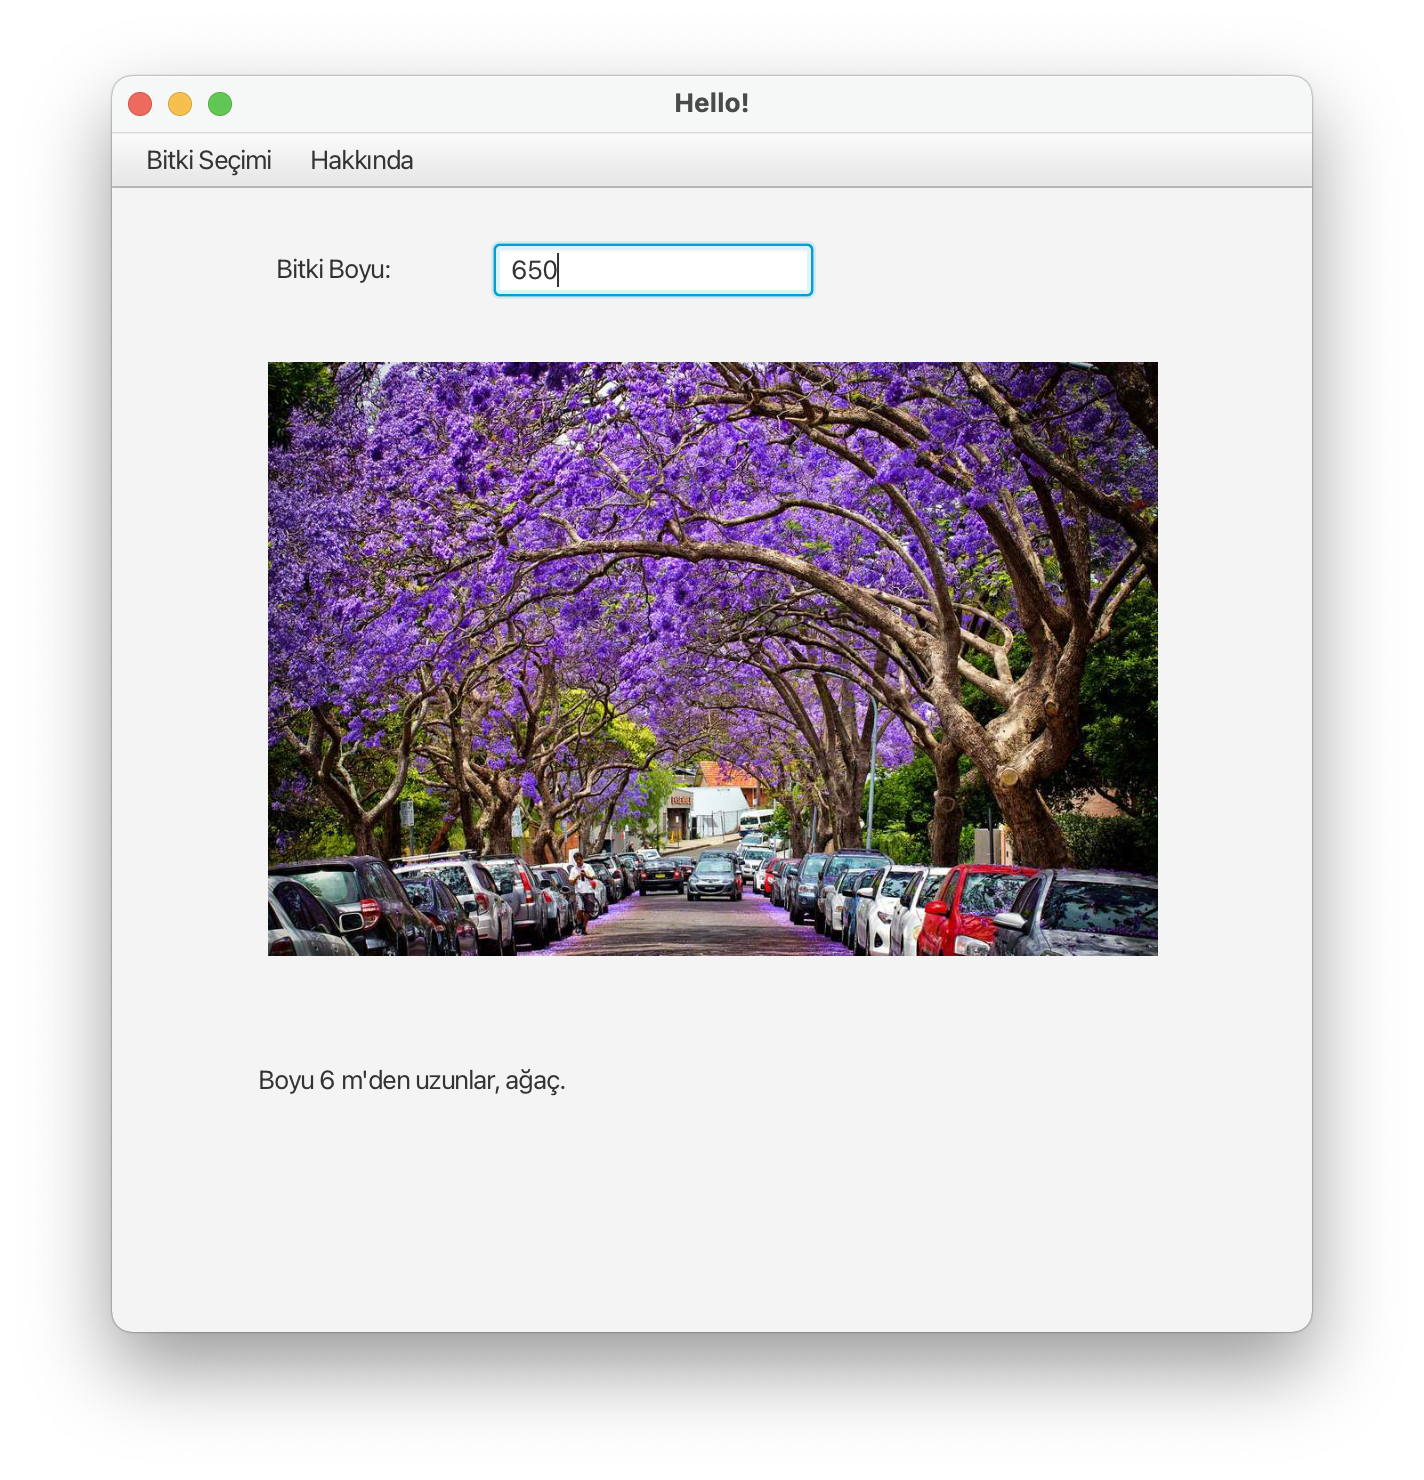 Hello!
Bitki Seçimi Hakkında
Bitki Boyu: 650
Boyu 6 m'den uzunlar, ağaç.